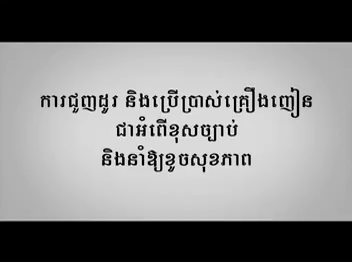 ការជួញដូរ និងប្រើប្រាស់គ្រឿងញៀន
ជាអំពើខុសច្បាប់
និងនាំឱ្យខូចសុខភាព